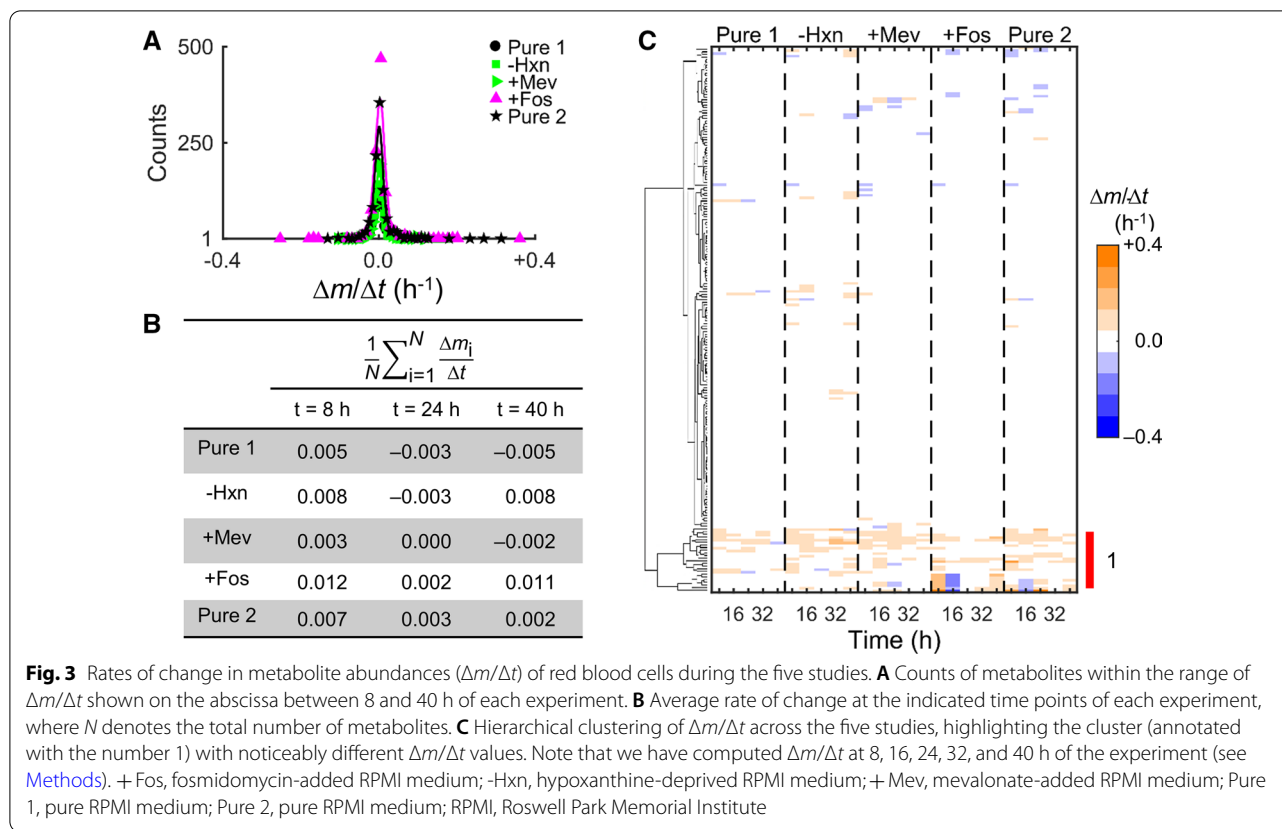 A
500
250
1
Counts
-0.4
0.0
+0.4
Δm/Δt (h-1)
Pure 1
-Hxn
+Mev
+Fos
Pure 2
B
1/N ∑ N i=1 Δmi/Δt
t = 8 h t = 24 h t = 40 h
Pure 1 0.005 –0.003 –0.005
-Hxn 0.008 –0.003 0.008
+Mev 0.003 0.000 –0.002
+Fos 0.012 0.002 0.011
Pure 2 0.007 0.003 0.002
C
Pure 1 -Hxn +Mev +Fos Pure 2
Δm/Δt
(h-1)
+0.4
0.0
–0.4
1
16 32 16 32 16 32 16 32 16 32
Time (h)
Fig. 3 Rates of change in metabolite abundances (Δm/Δt) of red blood cells during the five studies. A Counts of metabolites within the range of
Δm/Δt shown on the abscissa between 8 and 40 h of each experiment. B Average rate of change at the indicated time points of each experiment,
where N denotes the total number of metabolites. C Hierarchical clustering of Δm/Δt across the five studies, highlighting the cluster (annotated
with the number 1) with noticeably different Δm/Δt values. Note that we have computed Δm/Δt at 8, 16, 24, 32, and 40 h of the experiment (see
Methods). + Fos, fosmidomycin-added RPMI medium; -Hxn, hypoxanthine-deprived RPMI medium; + Mev, mevalonate-added RPMI medium; Pure
1, pure RPMI medium; Pure 2, pure RPMI medium; RPMI, Roswell Park Memorial Institute